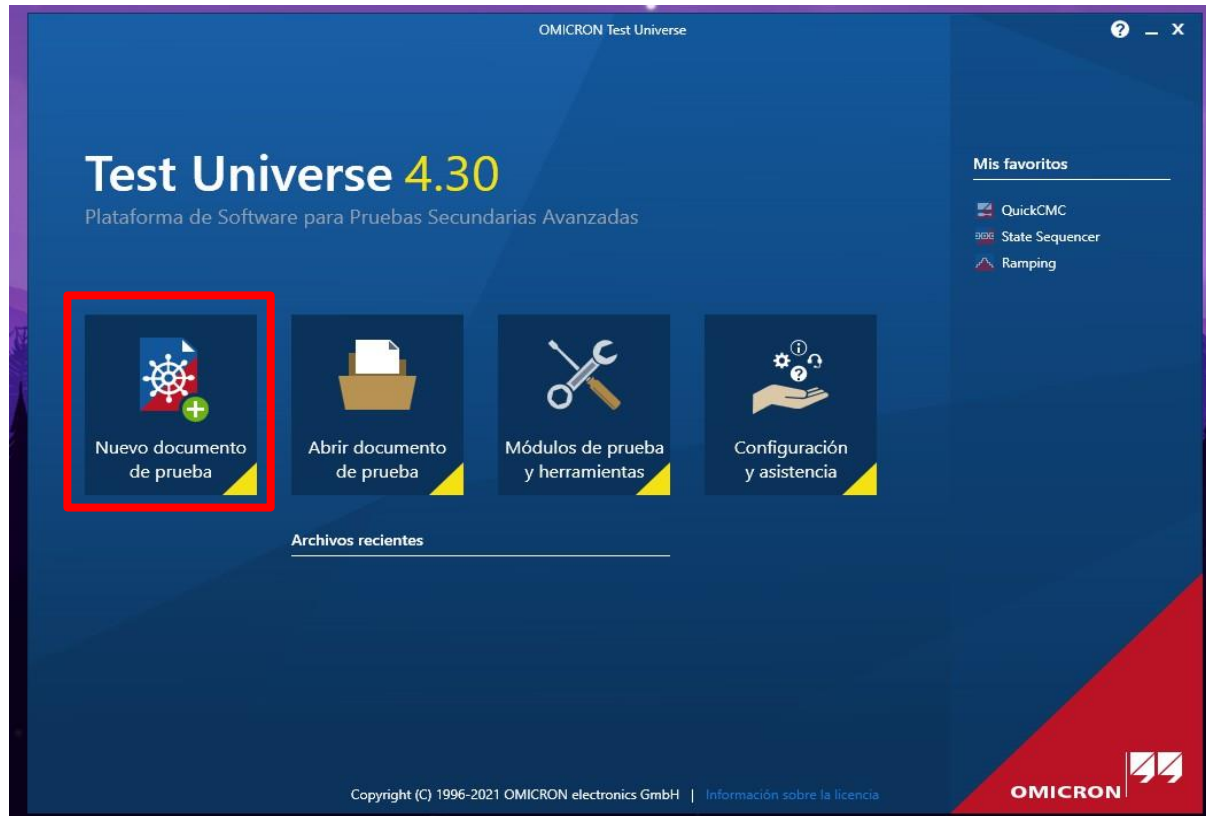 OMICRON Test Universe
Test Universe 4.30
Plataforma de Software para Pruebas Secundarias Avanzadas
Mis favoritos
QuickCMC
State Sequencer
Ramping
Nuevo documento
de prueba
Abrir documento
de prueba
Módulos de prueba
y herramientas
Configuración
y asistencia
Archivos recientes
Copyright (C) 1996-2021 OMICRON electronics GmbH | Información sobre la licencia
OMICRON